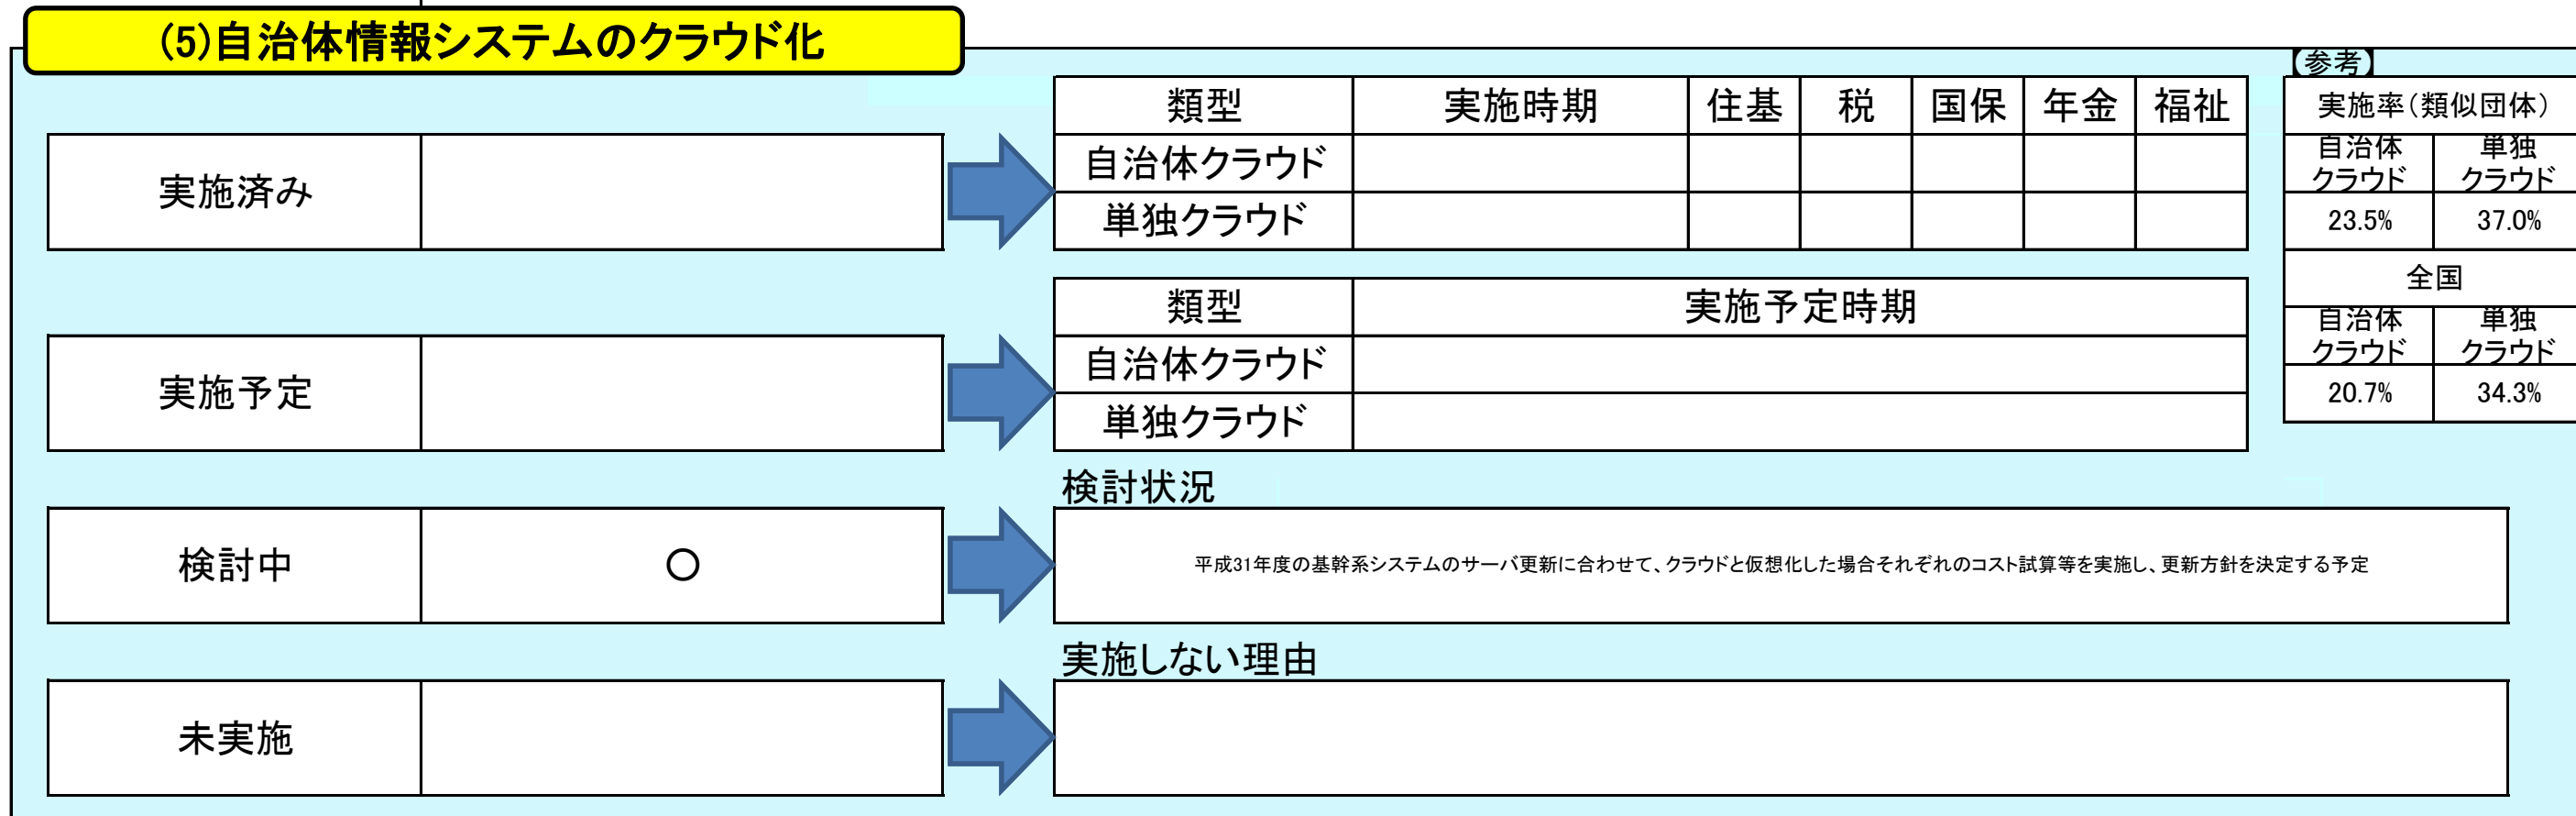 (5)自治体情報システムのクラウド化
【参考】
類型 実施時期 住基 税 国保 年金 福祉
実施済み
自治体クラウド
単独クラウド
実施率(類似団体)
自治体クラウド 単独クラウド
23.5% 37.0%
全国
自治体クラウド 単独クラウド
20.7% 34.3%
類型 実施予定時期
実施予定
自治体クラウド
単独クラウド
検討状況
検討中 〇
平成31年度の基幹系システムのサーバ更新に合わせて、クラウドと仮想化した場合それぞれのコスト試算等を実施し、更新方針を決定する予定
実施しない理由
未実施